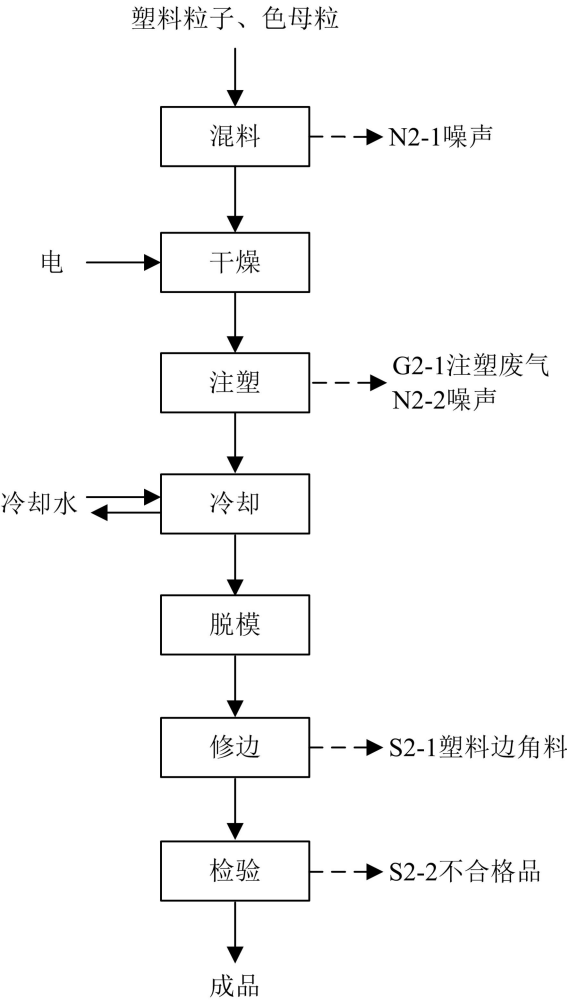 塑料粒子、色母粒
混料
N2-1噪声
电
干燥
注塑
G2-1注塑废气
N2-2噪声
冷却水
冷却
脱模
修边
S2-1塑料边角料
检验
S2-2不合格品
成品